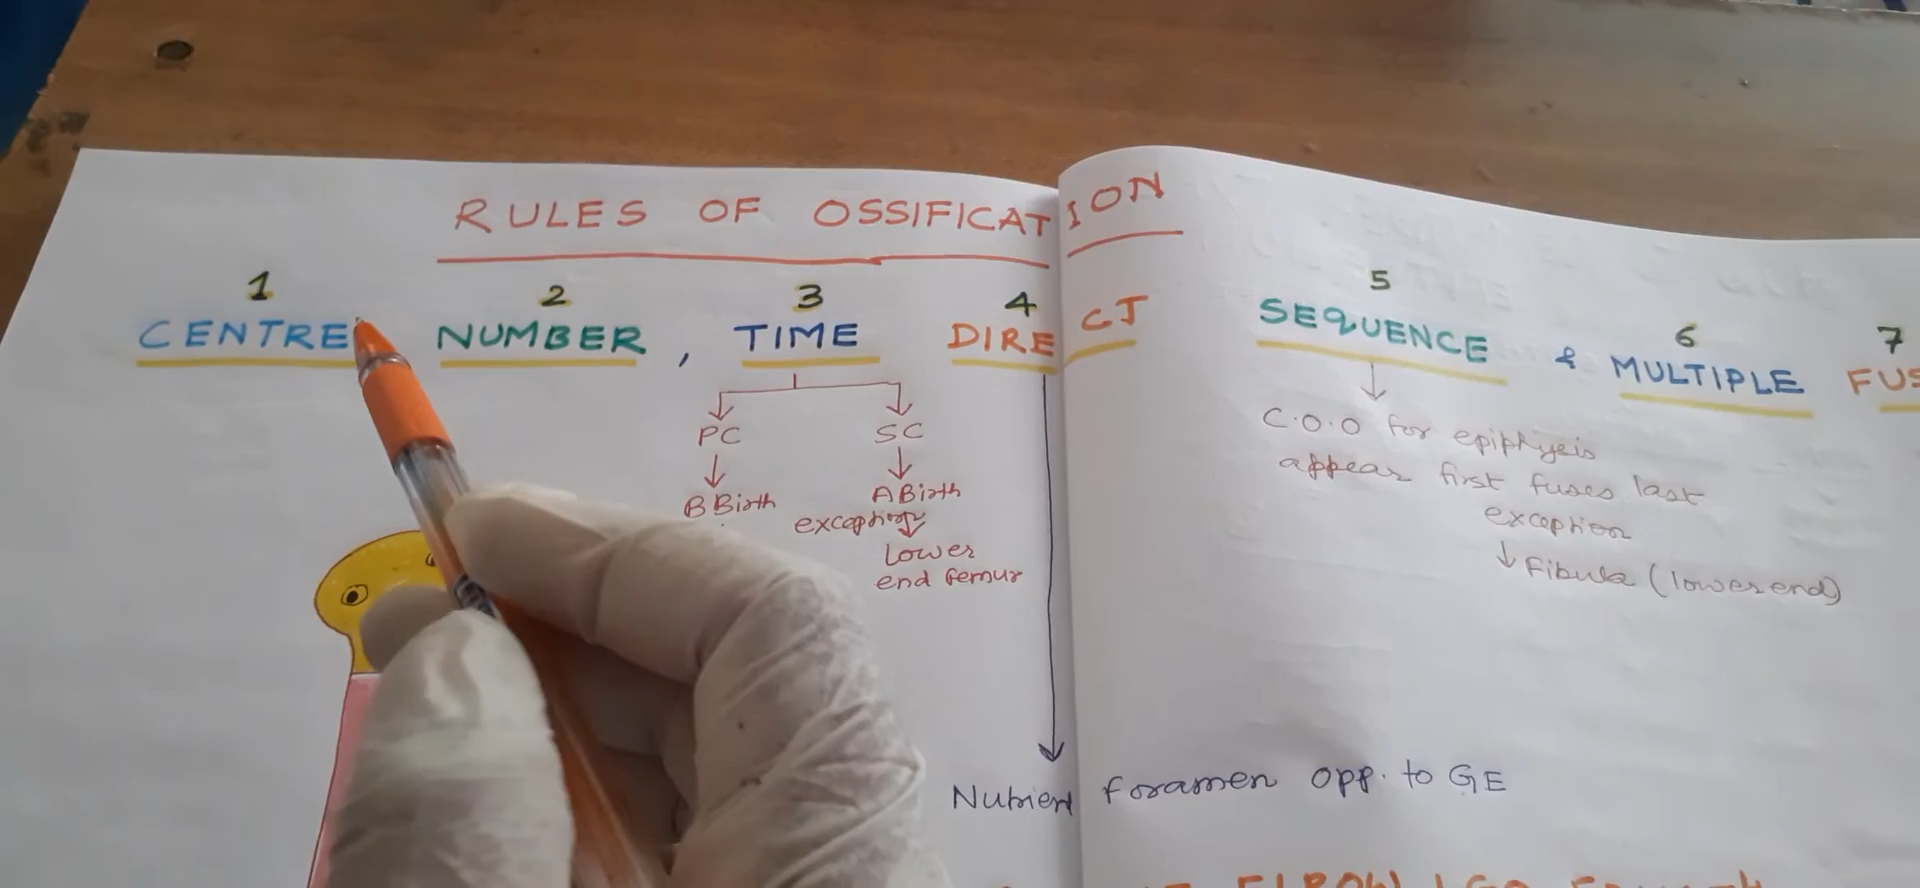 RULES OF OSSIFICATION
1 2 3 4 5 6 7
CENTRE NUMBER, TIME DIRECT SEQUENCE & MULTIPLE FUS
PC SC
B Birth A Birth
exception
Lower
end femur
C.O.O for epiphysis
appear first fuses last
exception
Fibula (lower end)
Nutrient foramen opp. to GE